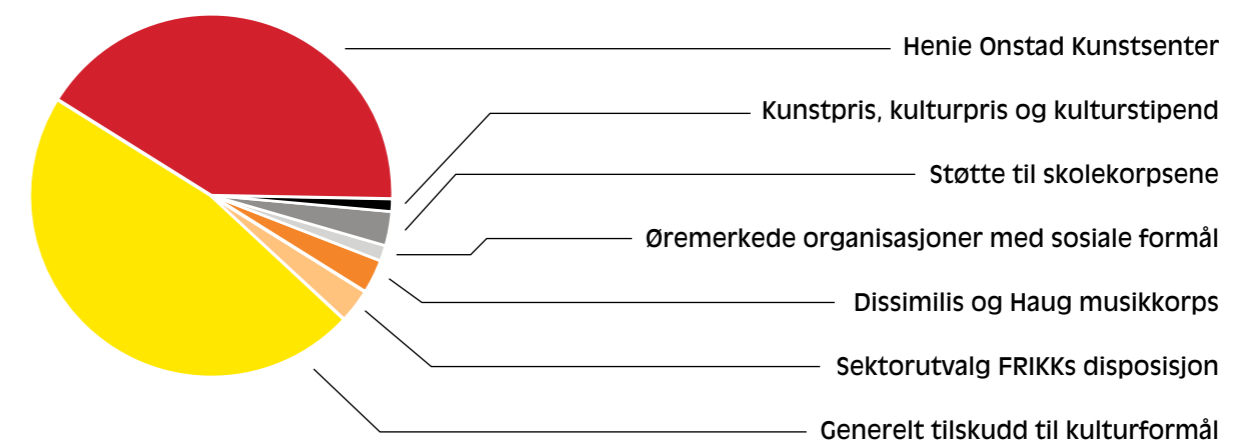 Henie Onstad Kunstsenter
Kunstpris, kulturpris og kulturstipend
Støtte til skolekorpsene
Øremerkede organisasjoner med sosiale formål
Dissimilis og Haug musikkorps
Sektorutvalg FRIKKs disposisjon
Generelt tilskudd til kulturformål